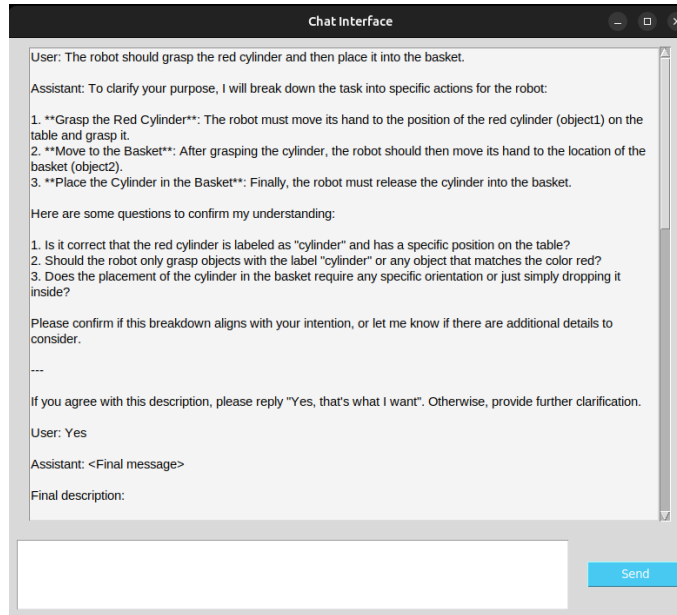 Chat Interface
User: The robot should grasp the red cylinder and then place it into the basket.
Assistant: To clarify your purpose, I will break down the task into specific actions for the robot:
1. **Grasp the Red Cylinder**: The robot must move its hand to the position of the red cylinder (object1) on the
table and grasp it.
2. **Move to the Basket**: After grasping the cylinder, the robot should then move its hand to the location of the
basket (object2).
3. **Place the Cylinder in the Basket**: Finally, the robot must release the cylinder into the basket.
Here are some questions to confirm my understanding:
1. Is it correct that the red cylinder is labeled as "cylinder" and has a specific position on the table?
2. Should the robot only grasp objects with the label "cylinder" or any object that matches the color red?
3. Does the placement of the cylinder in the basket require any specific orientation or just simply dropping it
inside?
Please confirm if this breakdown aligns with your intention, or let me know if there are additional details to
consider.
---
If you agree with this description, please reply "Yes, that's what I want". Otherwise, provide further clarification.
User: Yes
Assistant: <Final message>
Final description:
Send